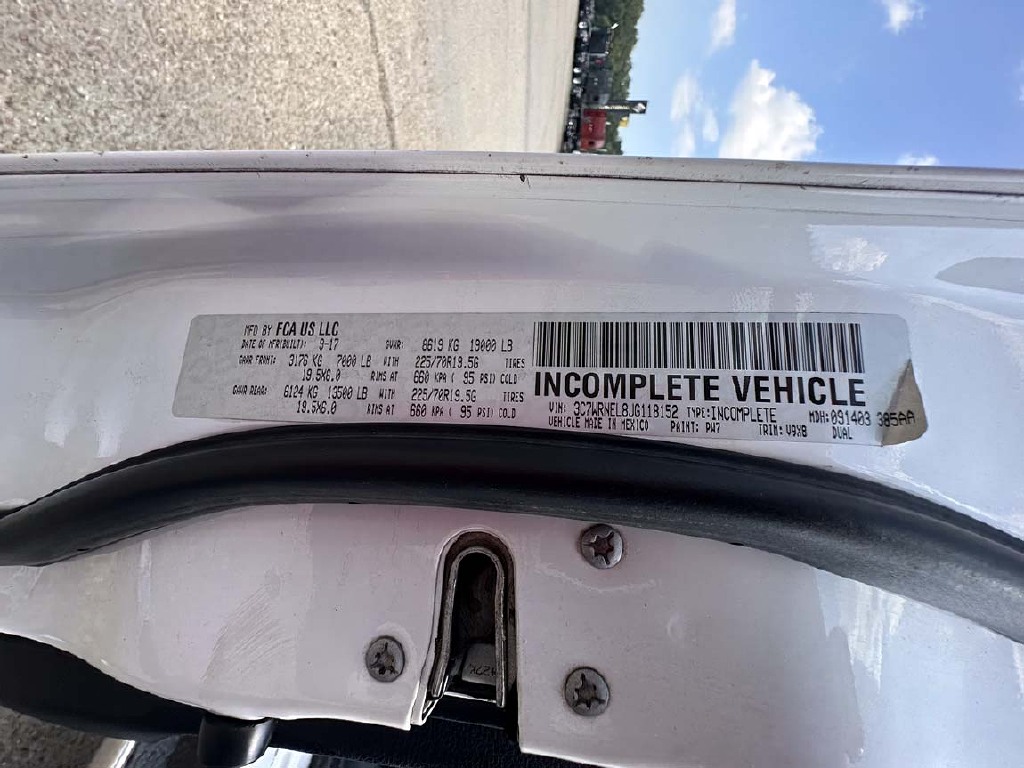 MFD BY FCA US LLC
DATE OF MFR(BUILT): 9-17 GVWR: 8619 KG 19000 LB
GAWR FRONT: 3176 KG 7000 LB WITH 225/70R19.5G TIRES
19.5X6.0 RIMS AT 660 KPA ( 95 PSI) COLD
GAWR REAR: 6124 KG 13500 LB WITH 225/70R19.5G TIRES
19.5X6.0 RIMS AT 660 KPA ( 95 PSI) COLD
INCOMPLETE VEHICLE
VIN: 3C7WRNEL8JG118152 TYPE:INCOMPLETE MDH:091403 385AA
VEHICLE MADE IN MEXICO PAINT: PW7 TRIM: V9X8 DUAL